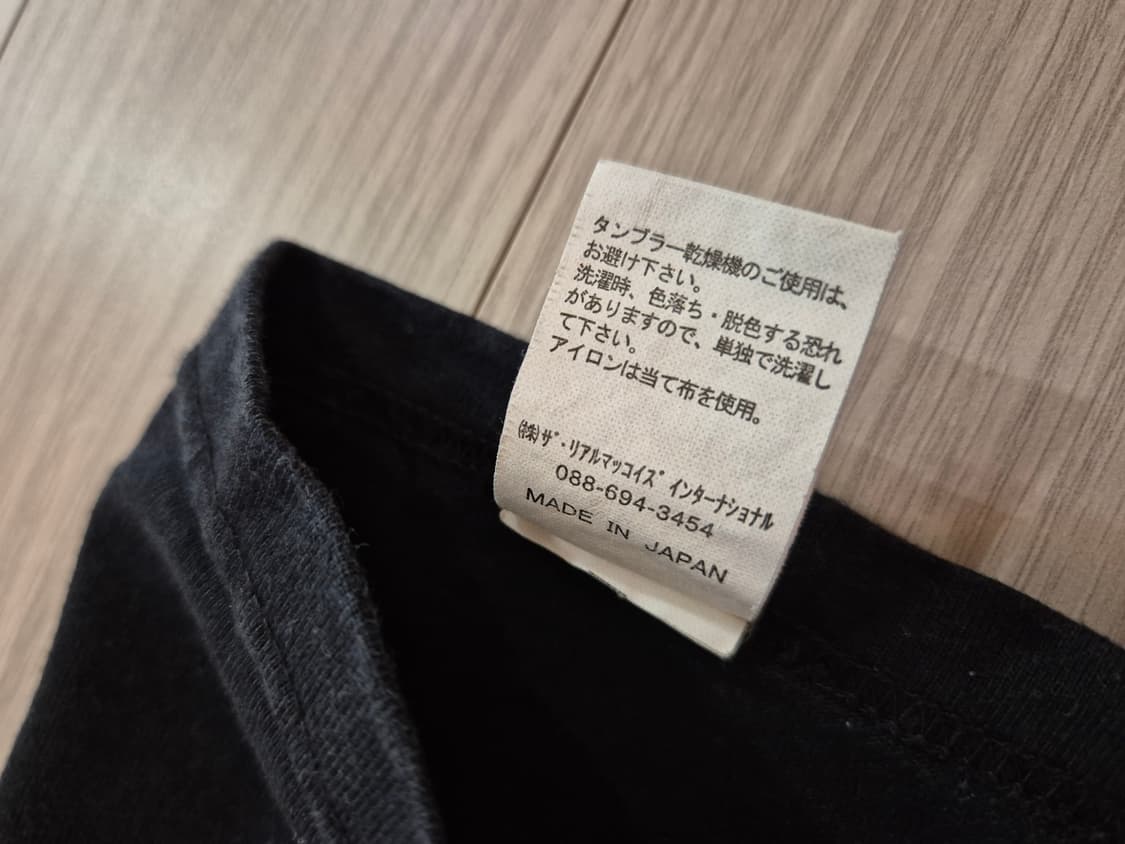 タンブラー乾燥機のご使用は、
お避け下さい。
洗濯時、色落ち・脱色する恐れ
がありますので、単独で洗濯し
て下さい。
アイロンは当て布を使用。
㈱ｻﾞ・ﾘｱﾙﾏｯｺｲｽﾞ ｲﾝﾀｰﾅｼｮﾅﾙ
088-694-3454
MADE IN JAPAN